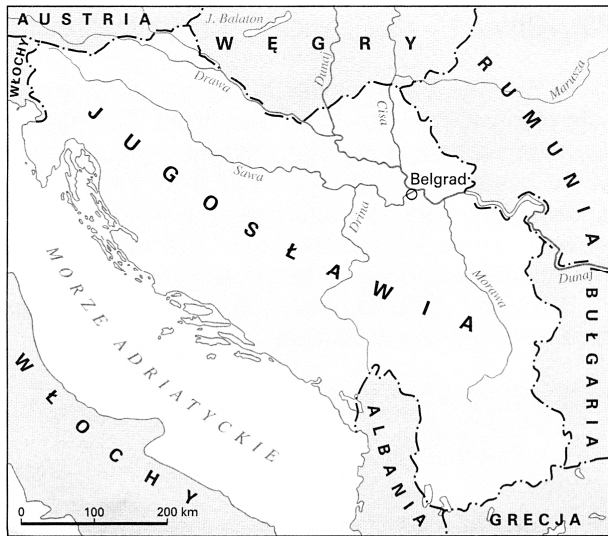 AUSTRIA
J. Balaton
WĘGRY
WŁOCHY
Drawa
Dunaj
Cisa
Marusza
RUMUNIA
JUGOSŁAWIA
Sawa
Belgrad
Drina
Morawa
Dunaj
BUŁGARIA
MORZE ADRIATYCKIE
WŁOCHY
ALBANIA
GRECJA
0 100 200 km